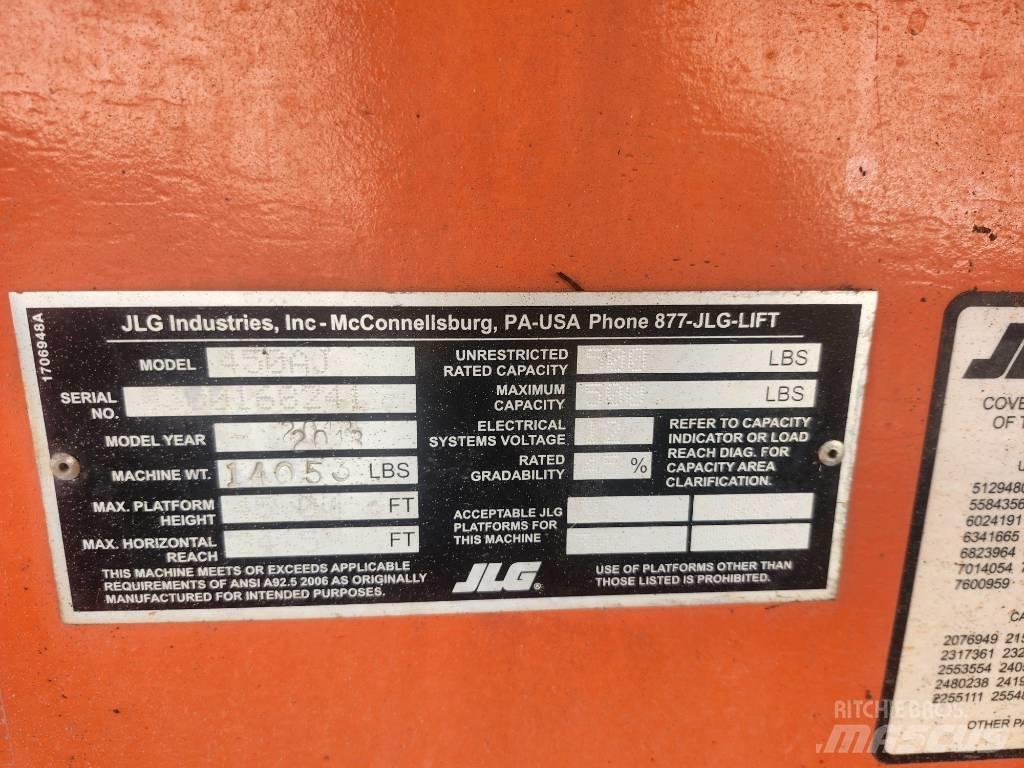 1706948A
JLG Industries, Inc - McConnellsburg, PA-USA Phone 877-JLG-LIFT
MODEL 450AJ
SERIAL NO.
MODEL YEAR 2013
MACHINE WT. 14053 LBS
MAX. PLATFORM HEIGHT FT
MAX. HORIZONTAL REACH FT
THIS MACHINE MEETS OR EXCEEDS APPLICABLE
REQUIREMENTS OF ANSI A92.5 2006 AS ORIGINALLY
MANUFACTURED FOR INTENDED PURPOSES.
UNRESTRICTED RATED CAPACITY 500 LBS
MAXIMUM CAPACITY 500 LBS
ELECTRICAL SYSTEMS VOLTAGE
RATED GRADABILITY %
REFER TO CAPACITY
INDICATOR OR LOAD
REACH DIAG. FOR
CAPACITY AREA
CLARIFICATION.
ACCEPTABLE JLG
PLATFORMS FOR
THIS MACHINE
JLG
USE OF PLATFORMS OTHER THAN
THOSE LISTED IS PROHIBITED.
OF
6024191
6341665
6823964
7014054
7600959
2076949
2317361
2553554
2480238
2255111
OTHER
RITCHIE BROS
MASCUS